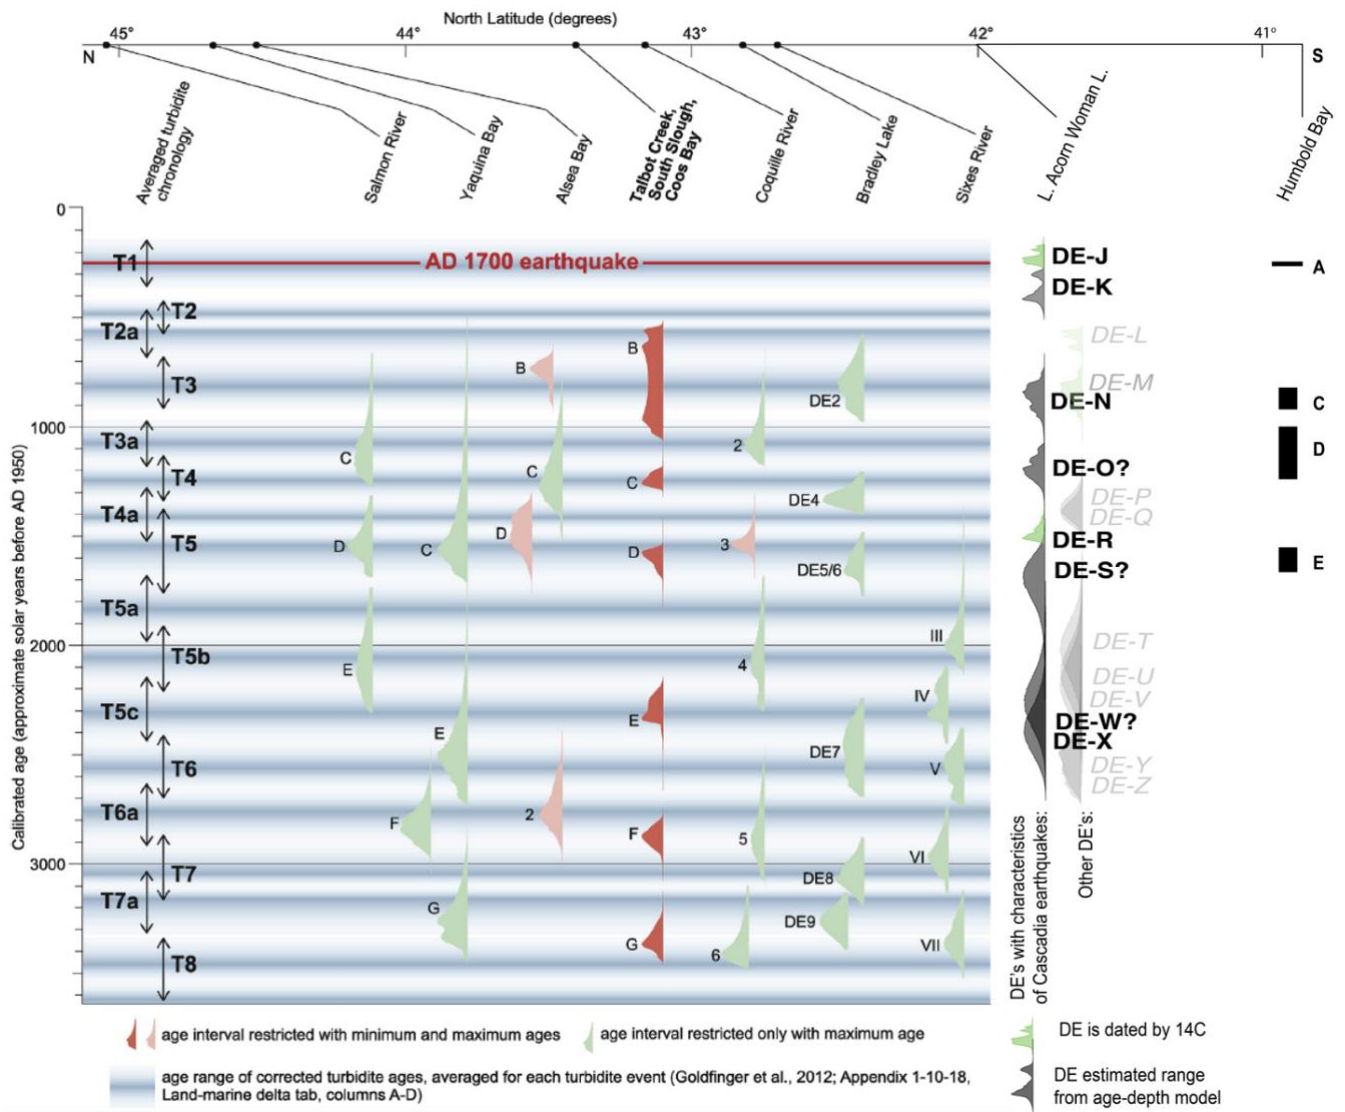 North Latitude (degrees)
45°
44°
43°
42°
41°
N
S
Averaged turbidite
chronology
Salmon River
Yaquina Bay
Alsea Bay
Talbot Creek,
South Slough,
Coos Bay
Coquille River
Bradley Lake
Sixes River
L. Acorn Woman L.
Humbold Bay
Calibrated age (approximate solar years before AD 1950)
0
1000
2000
3000
T1
T2
T2a
T3
T3a
T4
T4a
T5
T5a
T5b
T5c
T6
T6a
T7
T7a
T8
AD 1700 earthquake
C
D
E
F
C
E
G
B
C
D
2
B
C
D
E
F
G
2
3
4
5
6
DE2
DE4
DE5/6
DE7
DE8
DE9
III
IV
V
VI
VII
DE-J
DE-K
DE-L
DE-M
DE-N
DE-O?
DE-P
DE-Q
DE-R
DE-S?
DE-T
DE-U
DE-V
DE-W?
DE-X
DE-Y
DE-Z
A
C
D
E
DE's with characteristics
of Cascadia earthquakes:
Other DE's:
age interval restricted with minimum and maximum ages
age interval restricted only with maximum age
age range of corrected turbidite ages, averaged for each turbidite event (Goldfinger et al., 2012; Appendix 1-10-18,
Land-marine delta tab, columns A-D)
DE is dated by 14C
DE estimated range
from age-depth model